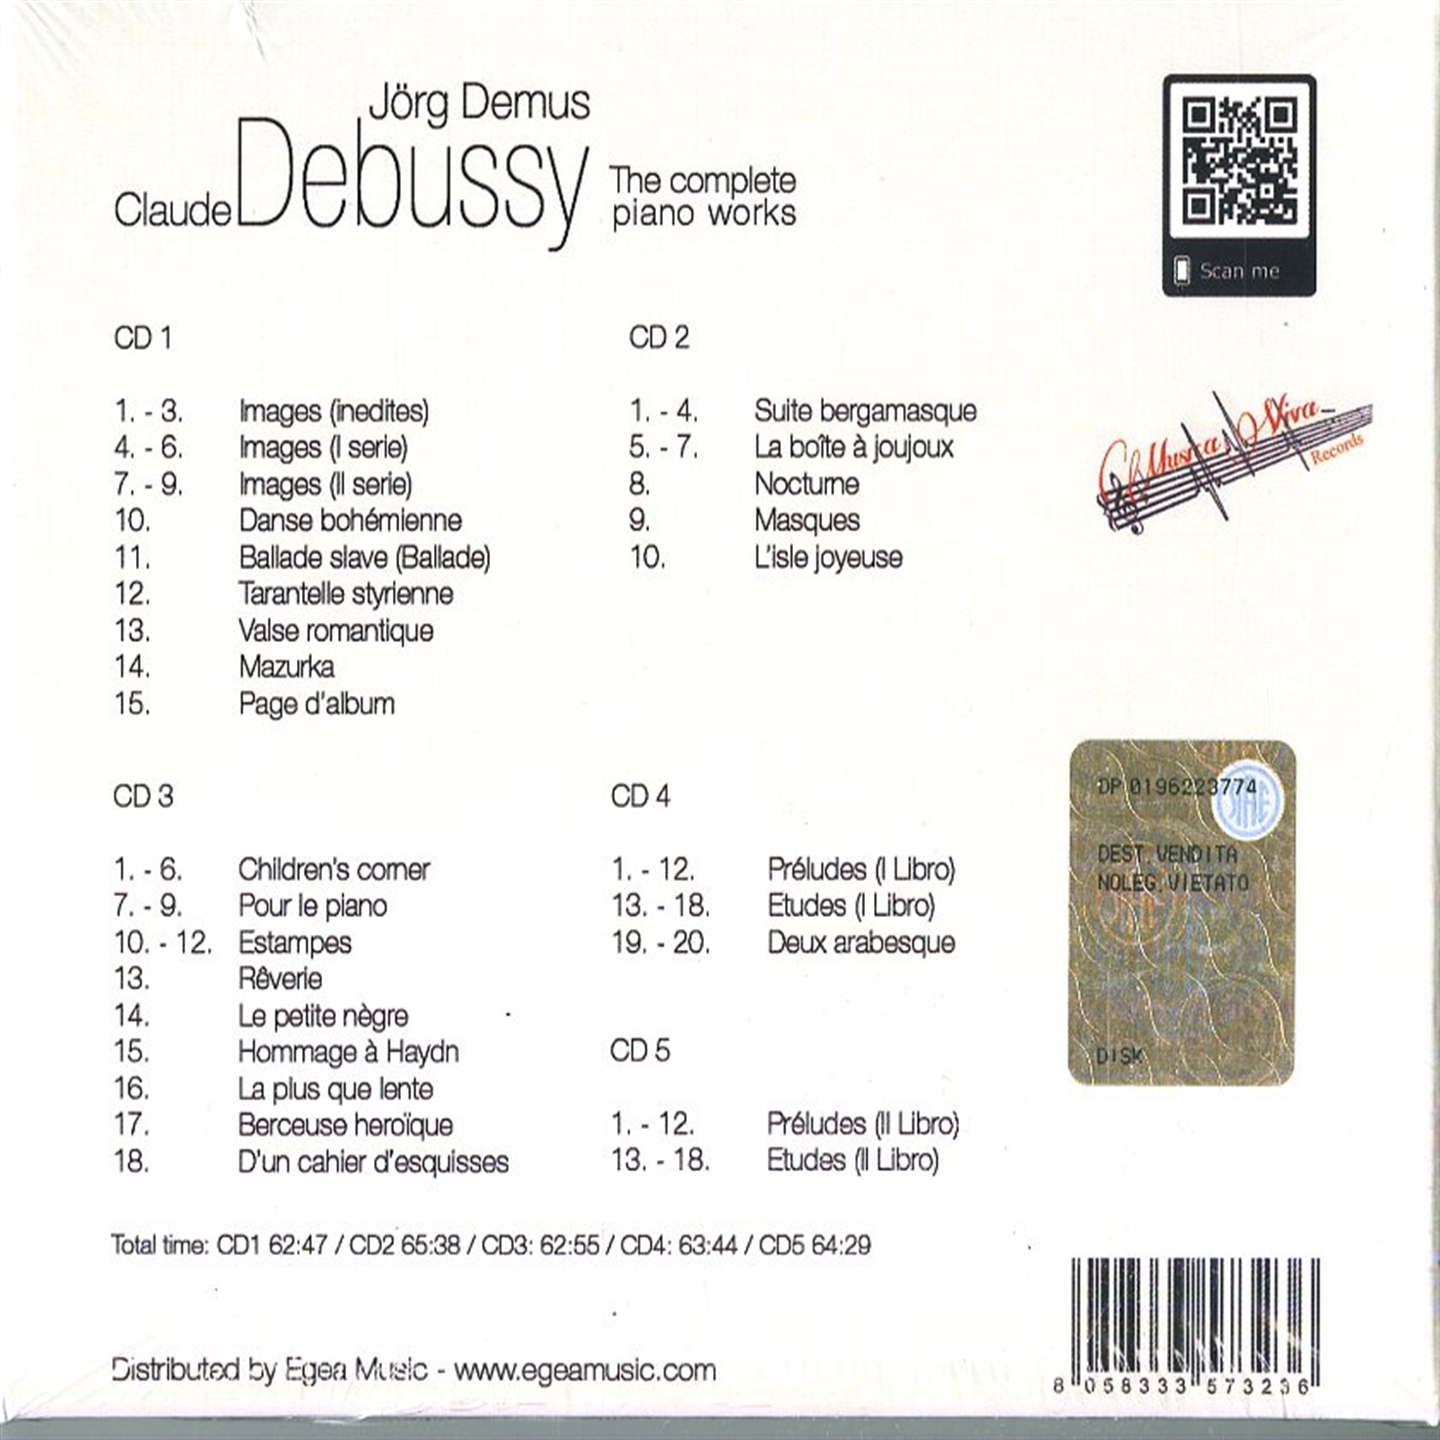 Jörg Demus
Claude Debussy The complete piano works
Scan me
CD 1
1. - 3. Images (inedites)
4. - 6. Images (I serie)
7. - 9. Images (II serie)
10. Danse bohémienne
11. Ballade slave (Ballade)
12. Tarantelle styrienne
13. Valse romantique
14. Mazurka
15. Page d'album
CD 2
1. - 4. Suite bergamasque
5. - 7. La boîte à joujoux
8. Nocturne
9. Masques
10. L'isle joyeuse
Musica Viva
Records
CD 3
1. - 6. Children's corner
7. - 9. Pour le piano
10. - 12. Estampes
13. Rêverie
14. Le petite nègre
15. Hommage à Haydn
16. La plus que lente
17. Berceuse heroïque
18. D'un cahier d'esquisses
CD 4
1. - 12. Préludes (I Libro)
13. - 18. Etudes (I Libro)
19. - 20. Deux arabesque
CD 5
1. - 12. Préludes (II Libro)
13. - 18. Etudes (II Libro)
DP 0196223774
SIAE
DEST.VENDITA
NOLEG.VIETATO
DISK
Total time: CD1 62:47 / CD2 65:38 / CD3: 62:55 / CD4: 63:44 / CD5 64:29
Distributed by Egea Music - www.egeamusic.com
8 058333 573236